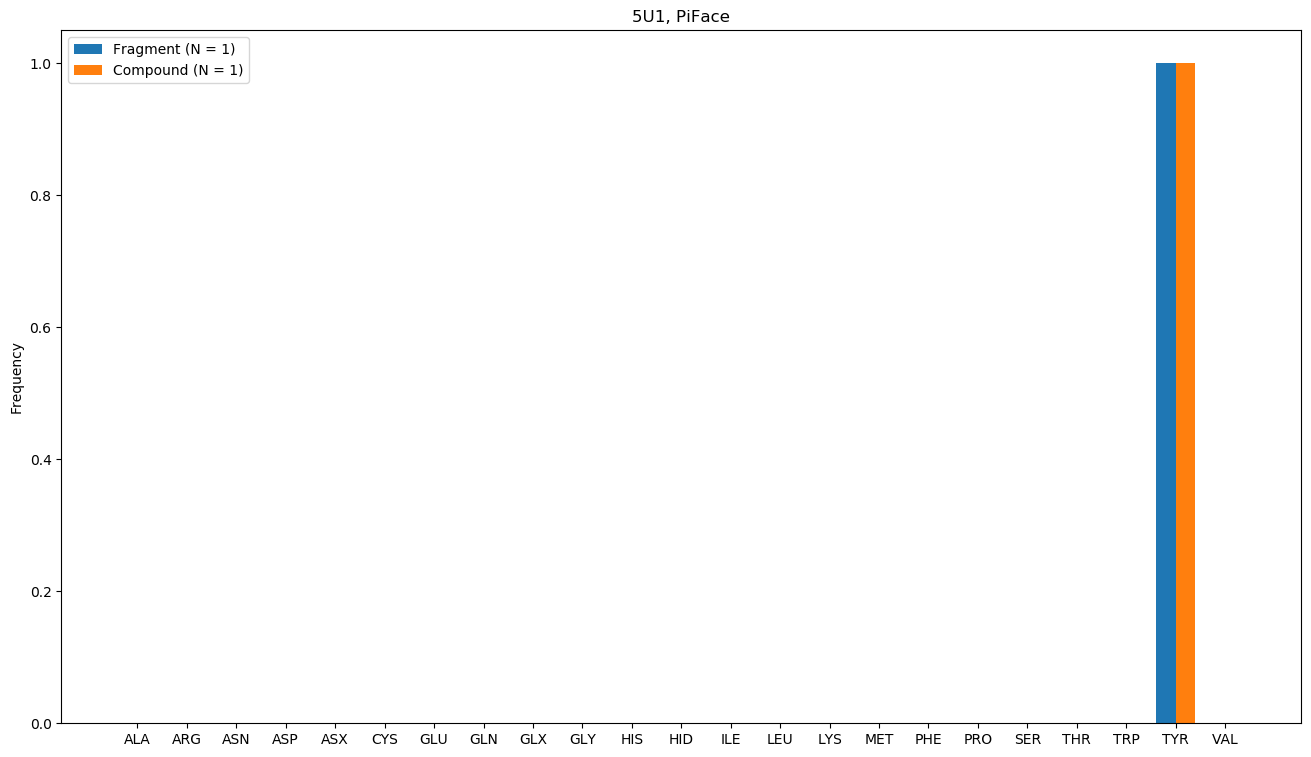 5U1, PiFace
Fragment (N = 1)
Compound (N = 1)
Frequency
1.0
0.8
0.6
0.4
0.2
0.0
ALA ARG ASN ASP ASX CYS GLU GLN GLX GLY HIS HID ILE LEU LYS MET PHE PRO SER THR TRP TYR VAL